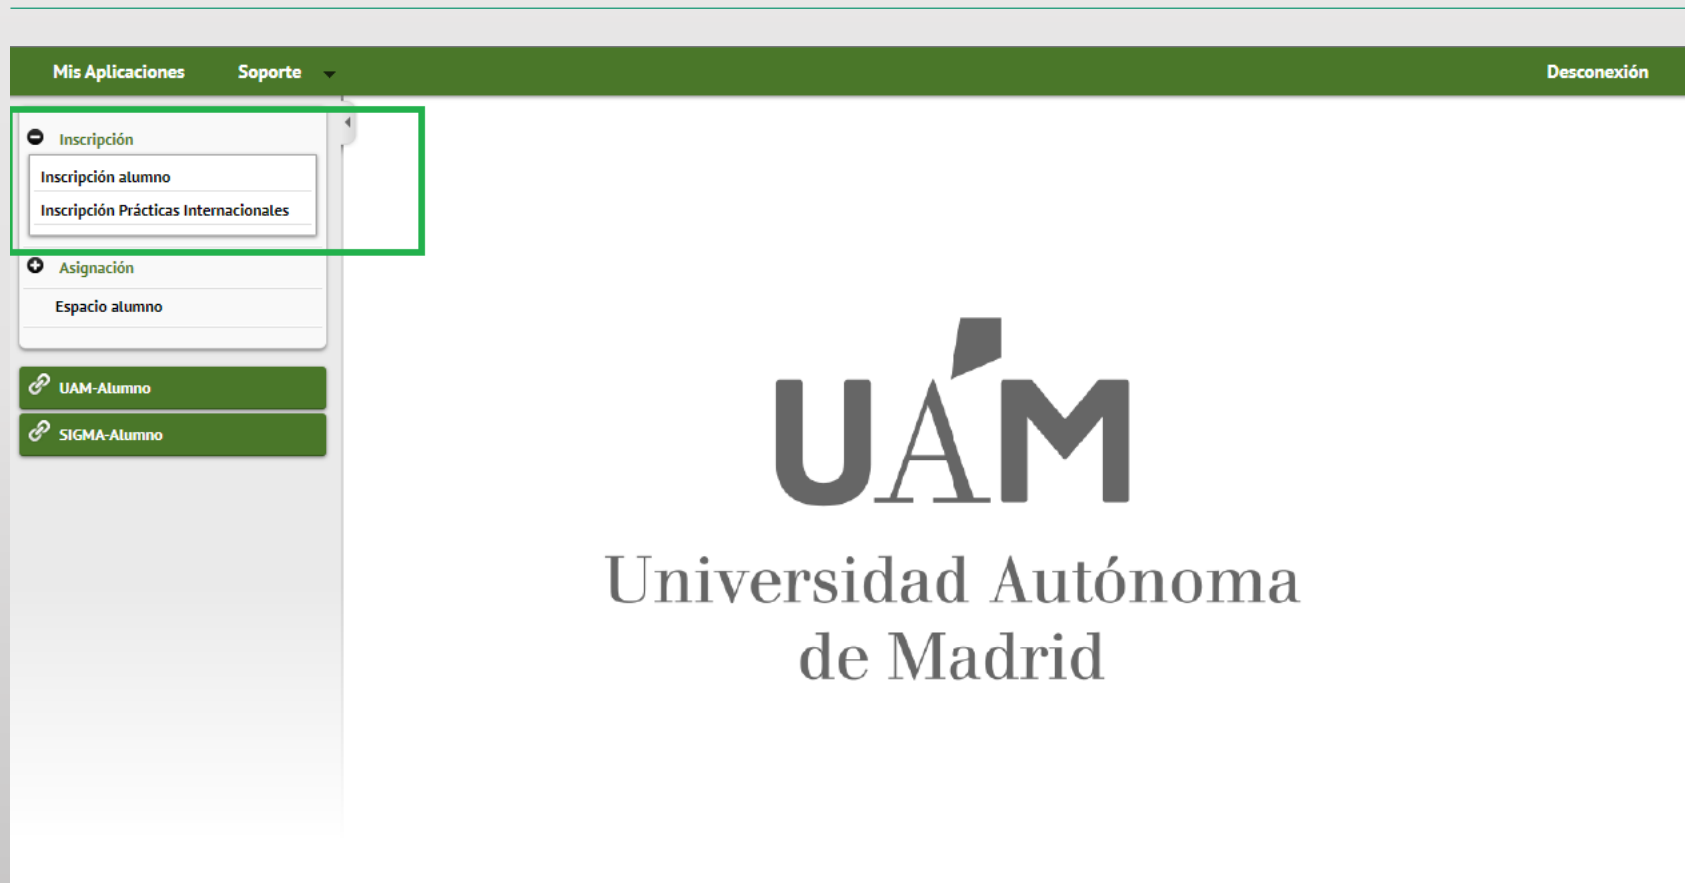 Mis Aplicaciones Soporte Desconexión
Inscripción
Inscripción alumno
Inscripción Prácticas Internacionales
Asignación
Espacio alumno
UAM-Alumno
SIGMA-Alumno
UAM
Universidad Autónoma
de Madrid